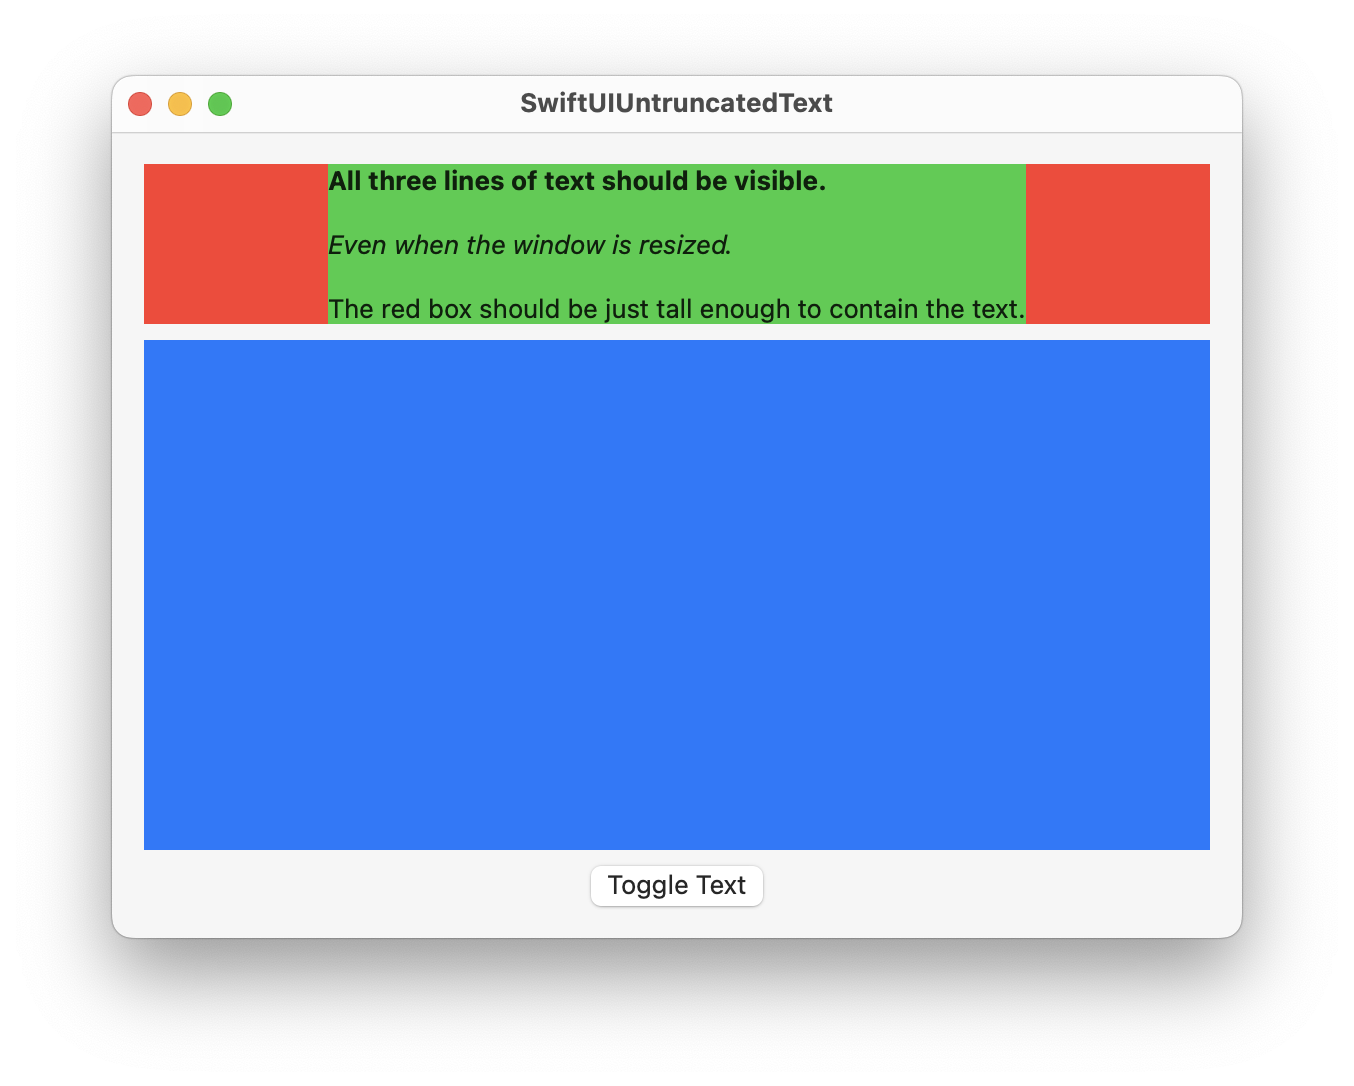 SwiftUIUntruncatedText
All three lines of text should be visible.
Even when the window is resized.
The red box should be just tall enough to contain the text.
Toggle Text